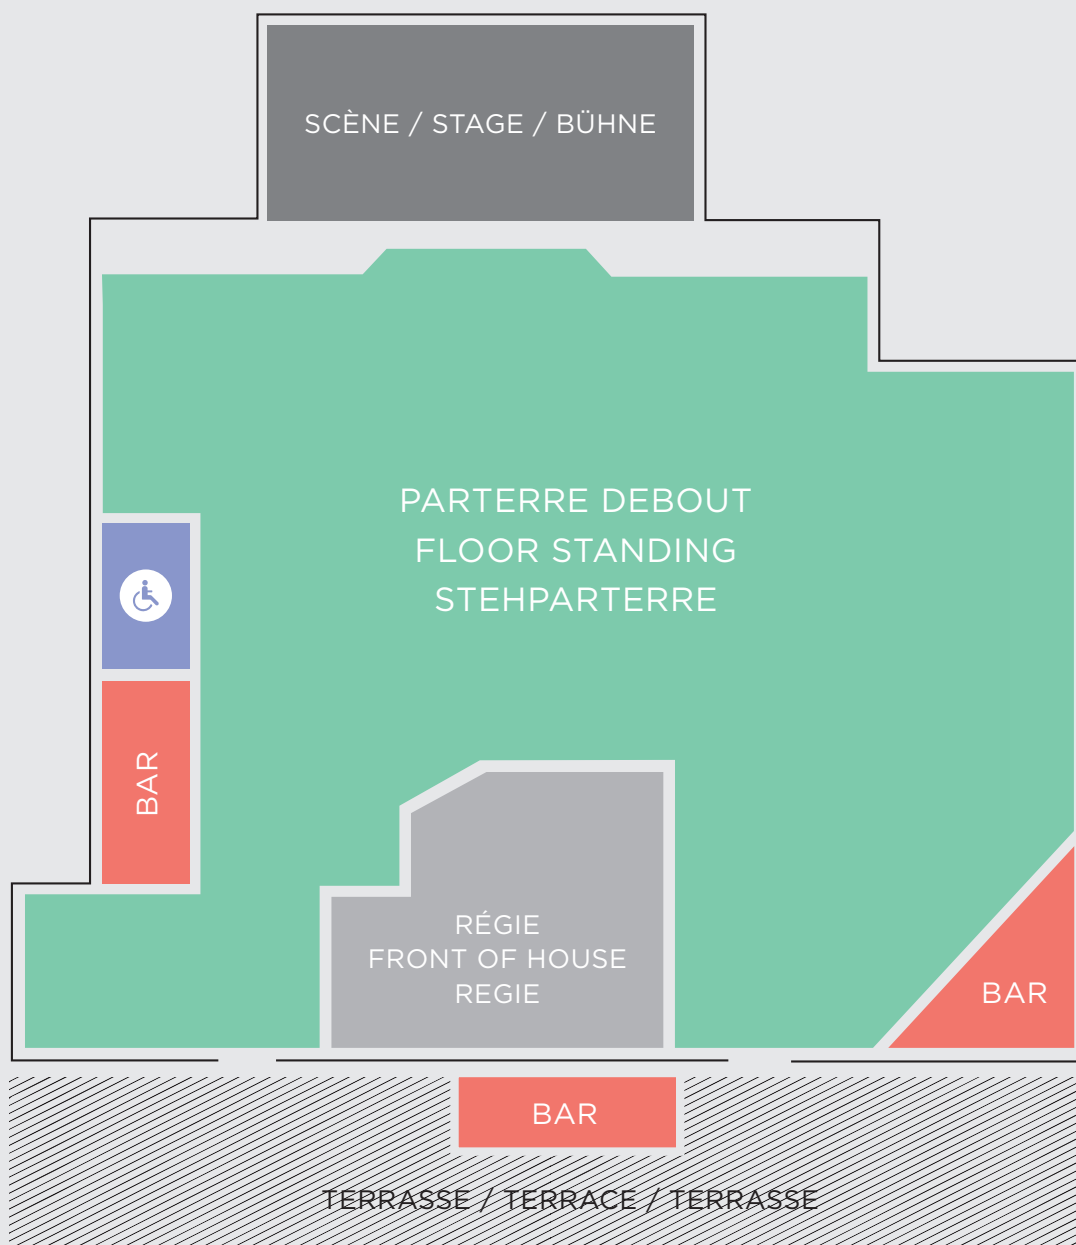 SCÈNE / STAGE / BÜHNE
PARTERRE DEBOUT
FLOOR STANDING
STEHPARTERRE
BAR
RÉGIE
FRONT OF HOUSE
REGIE
BAR
BAR
TERRASSE / TERRACE / TERRASSE